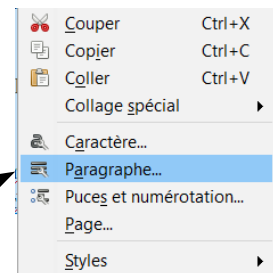 Couper Ctrl+X
Copier Ctrl+C
Coller Ctrl+V
Collage spécial
Caractère...
Paragraphe...
Puces et numérotation...
Page...
Styles